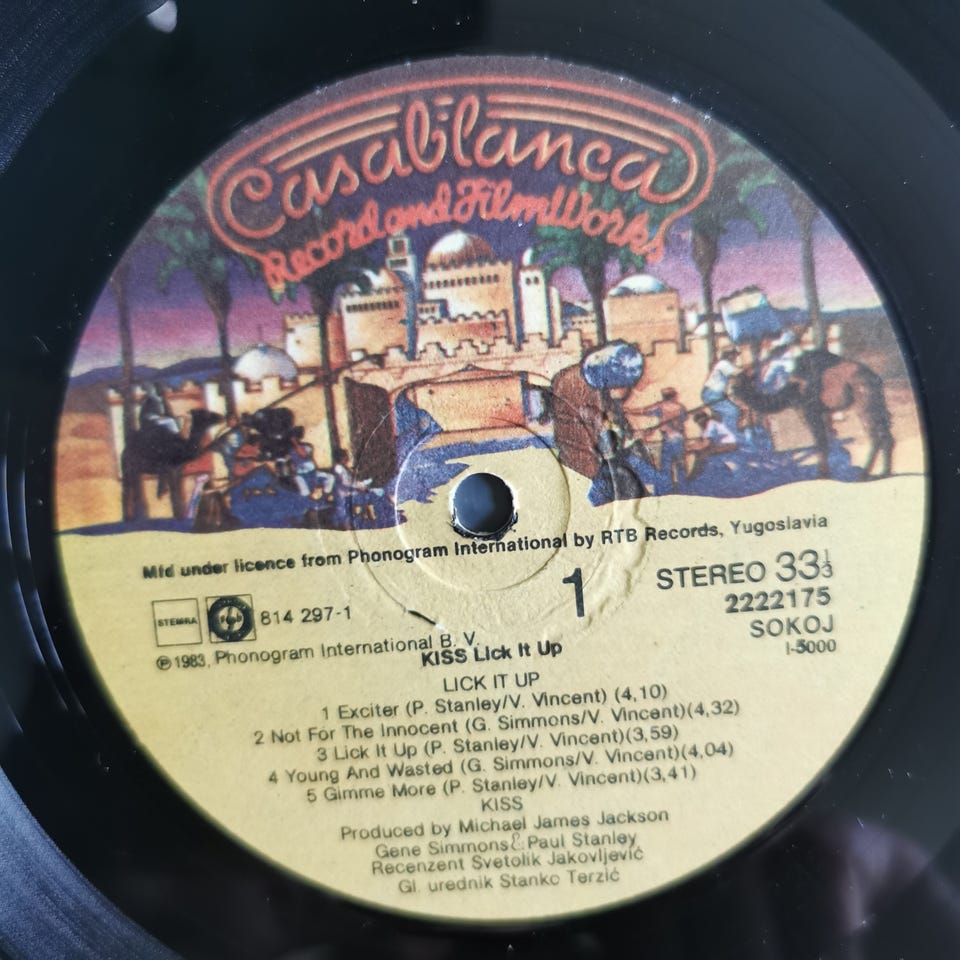 Casablanca
Record and FilmWorks
Mfd under licence from Phonogram International by RTB Records, Yugoslavia
STEMRA 814 297-1
1
STEREO 33⅓
2222175
SOKOJ
I-5000
℗ 1983, Phonogram International B. V.
KISS Lick It Up
LICK IT UP
1 Exciter (P. Stanley/V. Vincent) (4,10)
2 Not For The Innocent (G. Simmons/V. Vincent)(4,32)
3 Lick It Up (P. Stanley/V. Vincent)(3,59)
4 Young And Wasted (G. Simmons/V. Vincent)(4,04)
5 Gimme More (P. Stanley/V. Vincent)(3,41)
KISS
Produced by Michael James Jackson
Gene Simmons & Paul Stanley
Recenzent Svetolik Jakovljević
Gl. urednik Stanko Terzić